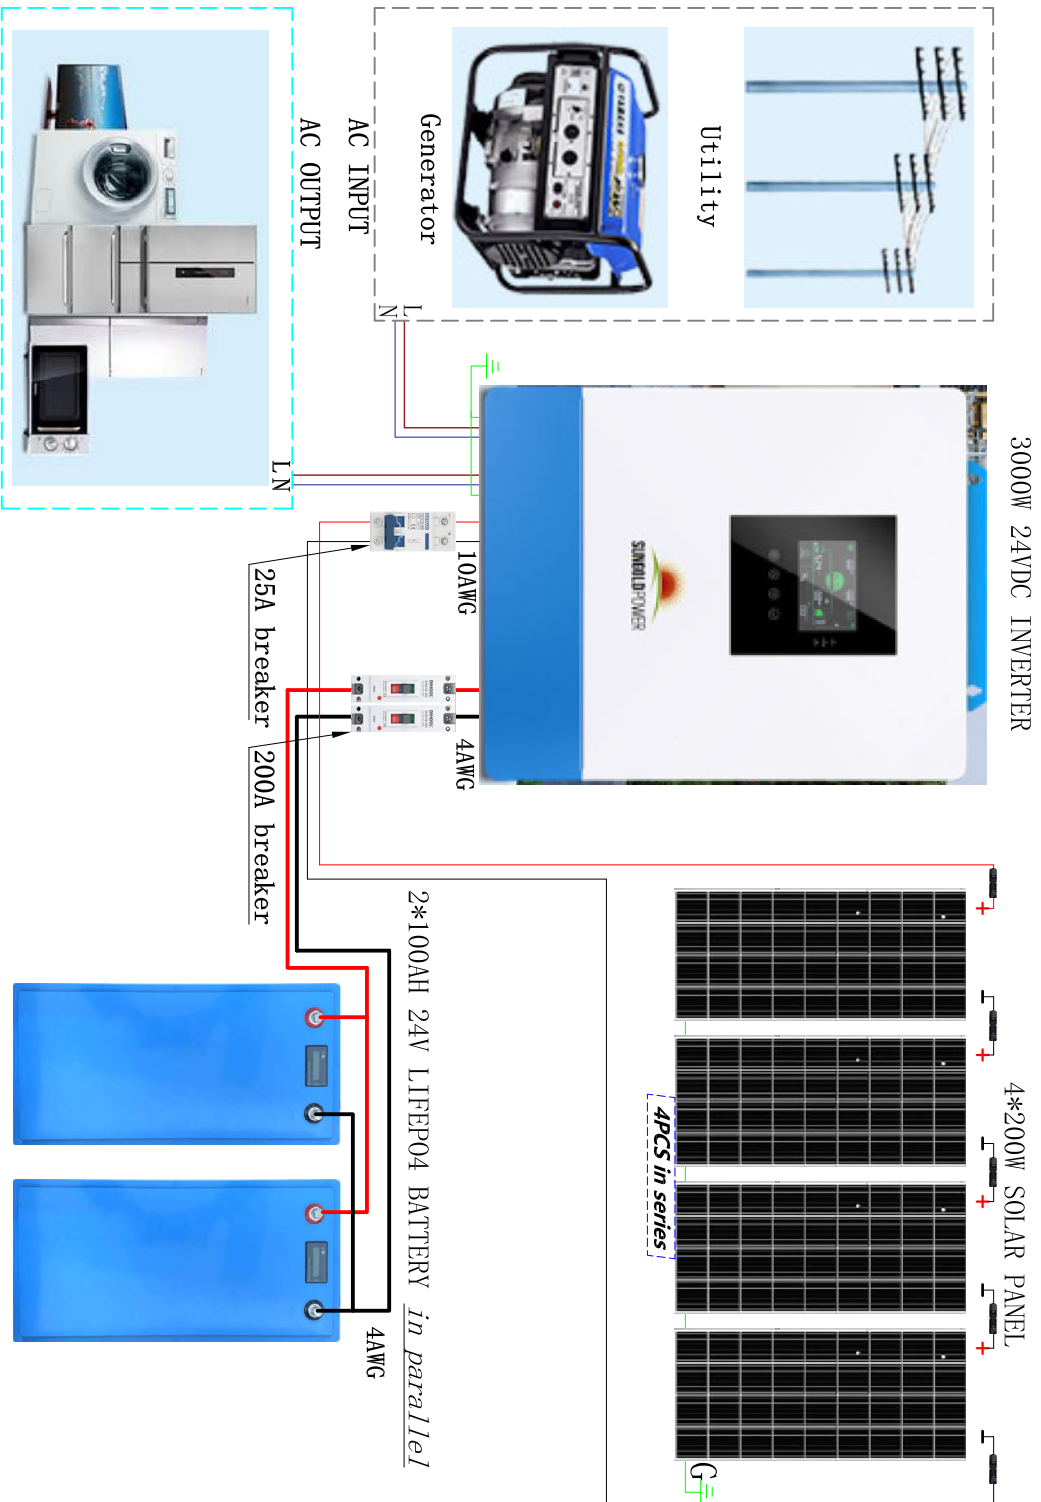 3000W 24VDC INVERTER
4*200W SOLAR PANEL
Utility
Generator
AC INPUT
AC OUTPUT
L
N
L N
SUNGOLDPOWER
10AWG
4AWG
25A breaker
200A breaker
4PCS in series
2*100AH 24V LIFEPO4 BATTERY in parallel
4AWG
G
+
+
+
+